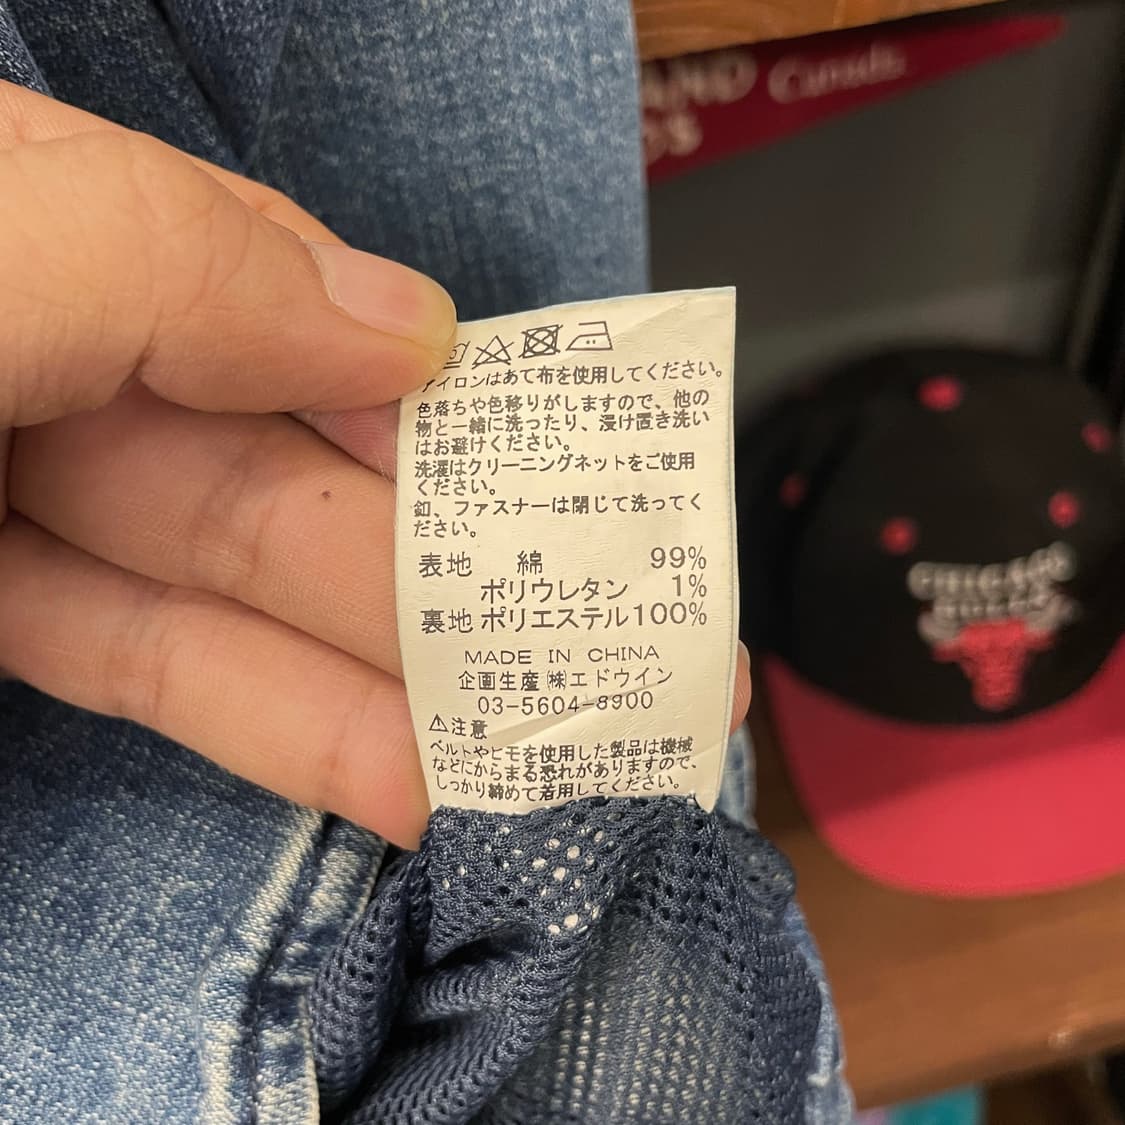 AND Canada
アイロンはあて布を使用してください。
色落ちや色移りがしますので、他の
物と一緒に洗ったり、浸け置き洗い
はお避けください。
洗濯はクリーニングネットをご使用
ください。
釦、ファスナーは閉じて洗ってく
ださい。
表地 綿 99%
ポリウレタン 1%
裏地 ポリエステル100%
MADE IN CHINA
企画生産㈱エドウイン
03-5604-8900
⚠注意
ベルトやヒモを使用した製品は機械
などにからまる恐れがありますので、
しっかり締めて着用してください。
CHICAGO
BULLS